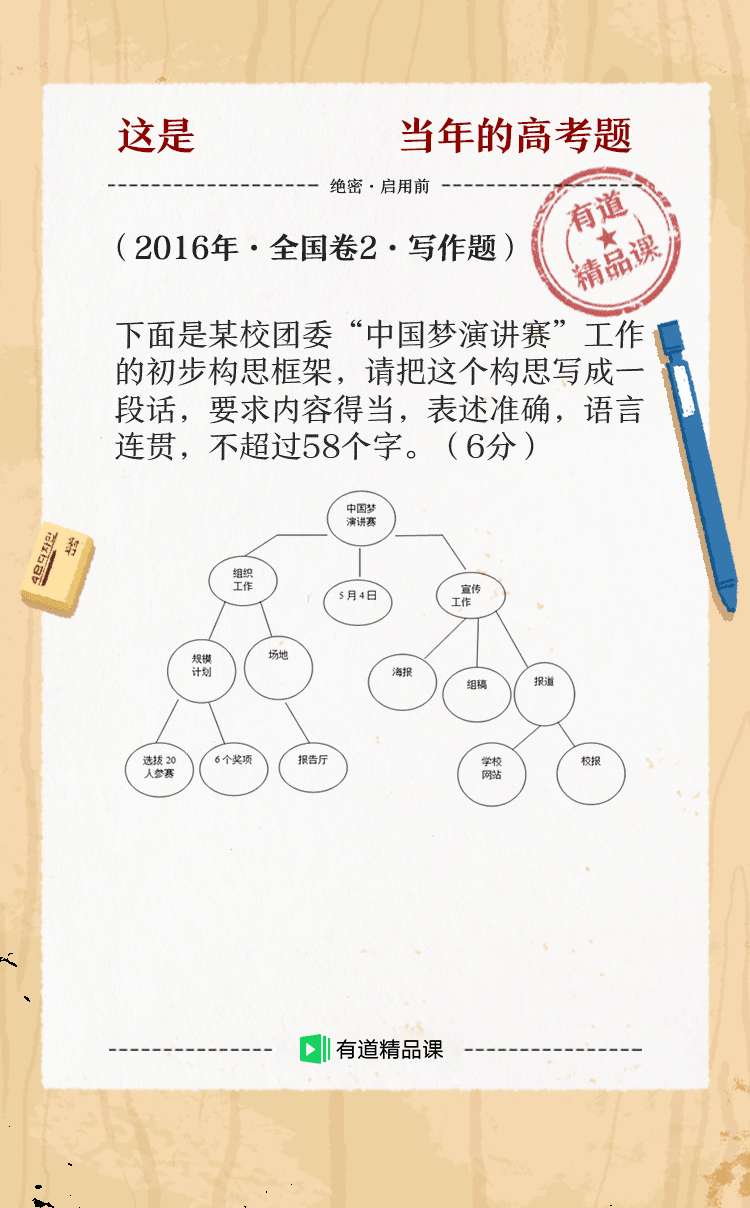 这是 当年的高考题
绝密·启用前
有道
精品课
（2016年·全国卷2·写作题）
下面是某校团委“中国梦演讲赛”工作
的初步构思框架，请把这个构思写成一
段话，要求内容得当，表述准确，语言
连贯，不超过58个字。（6分）
中国梦
演讲赛
组织
工作
5月4日
宣传
工作
规模
计划
场地
海报
组稿
报道
选拔 20
人参赛
6个奖项
报告厅
学校
网站
校报
有道精品课